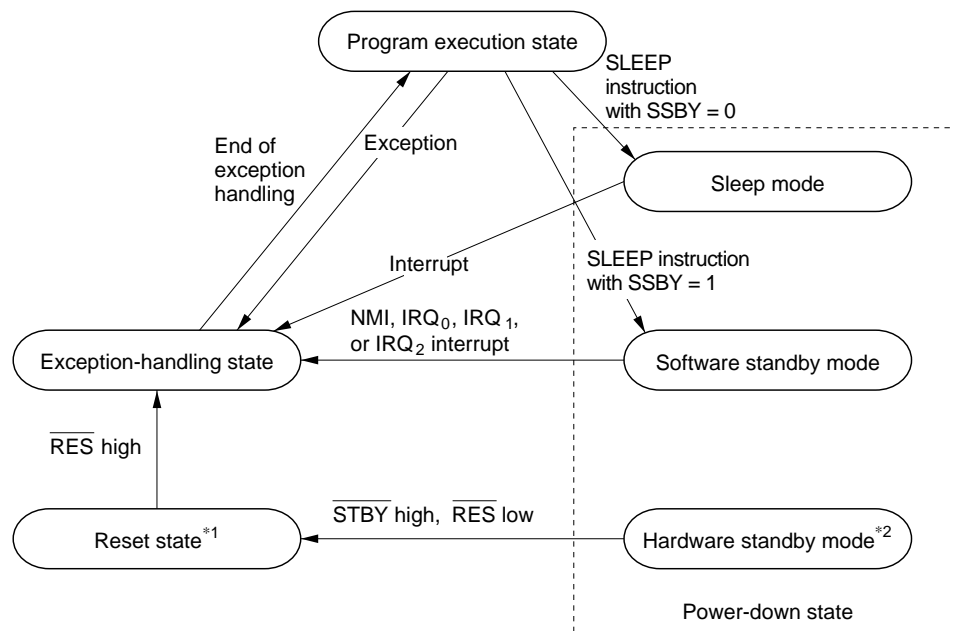 Program execution state
SLEEP
instruction
with SSBY = 0
End of
exception
handling
Exception
Sleep mode
Interrupt
SLEEP instruction
with SSBY = 1
NMI, IRQ0, IRQ1,
or IRQ2 interrupt
Exception-handling state
Software standby mode
RES high
STBY high, RES low
Reset state*1
Hardware standby mode*2
Power-down state